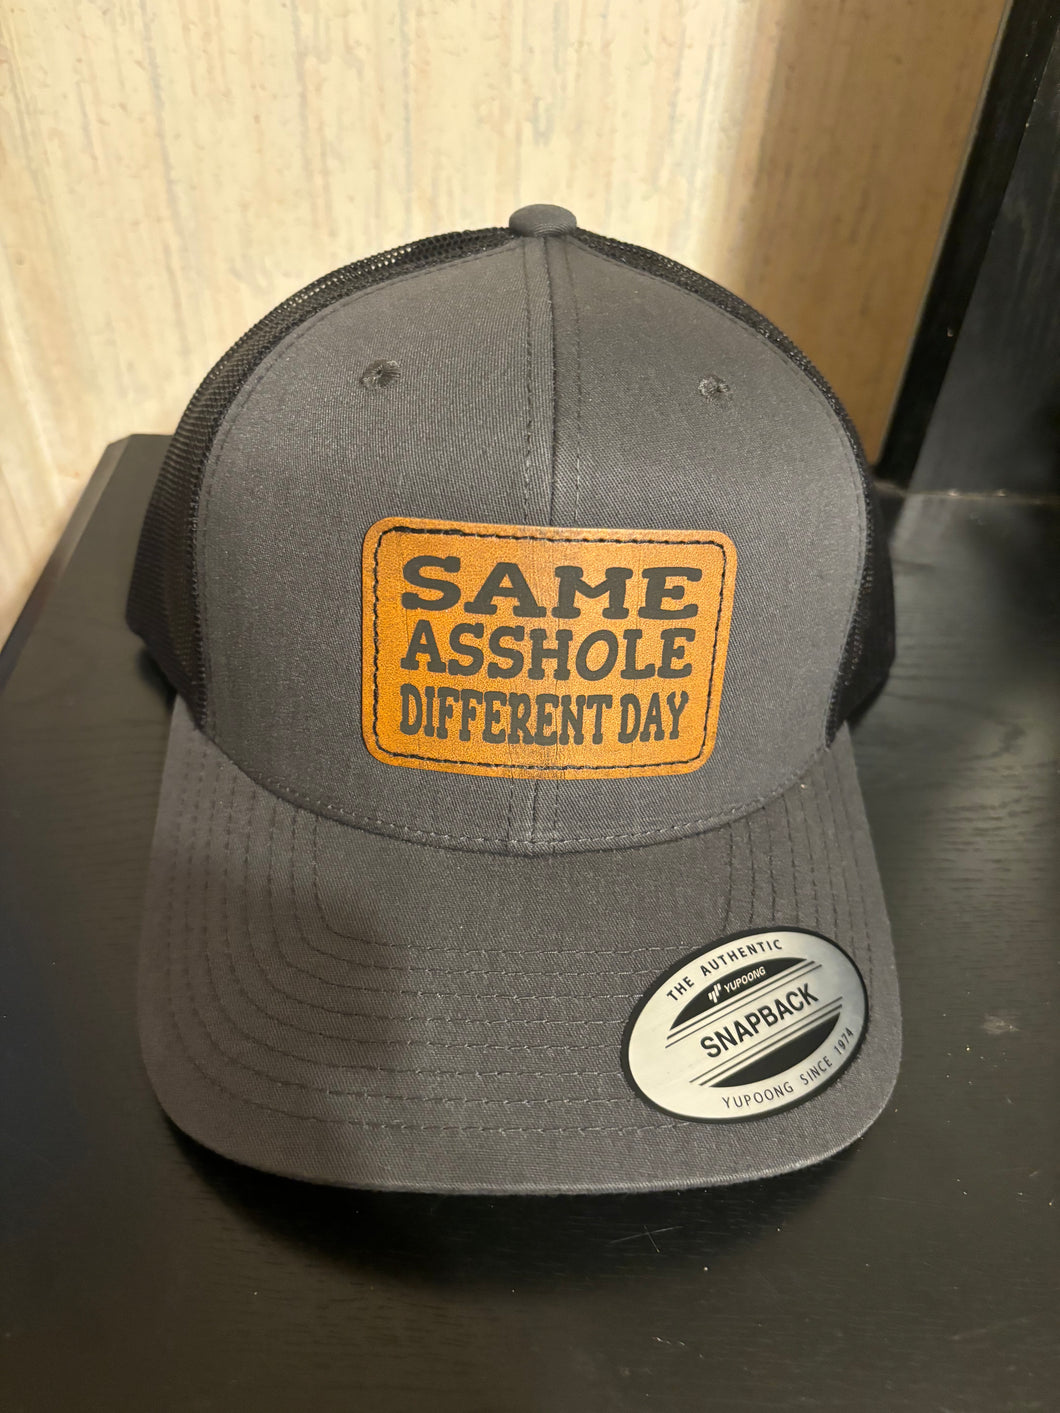 SAME
ASSHOLE
DIFFERENT DAY
THE AUTHENTIC
YUPOONG
SNAPBACK
YUPOONG SINCE 1974